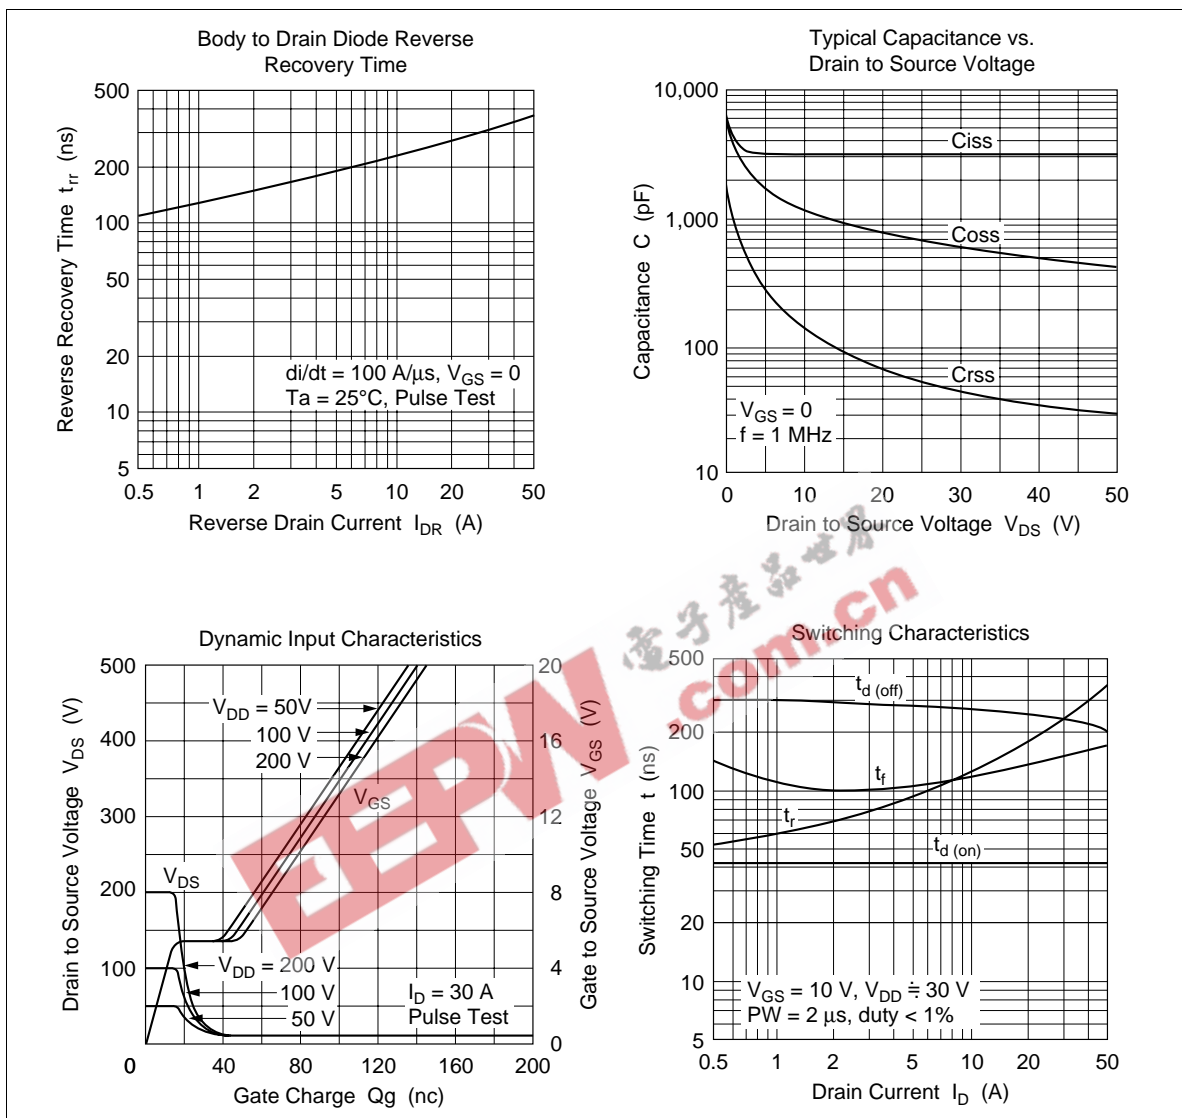 Body to Drain Diode Reverse
Recovery Time
500
200
100
50
20
10
5
Reverse Recovery Time trr (ns)
di/dt = 100 A/μs, VGS = 0
Ta = 25°C, Pulse Test
0.5 1 2 5 10 20 50
Reverse Drain Current IDR (A)
Typical Capacitance vs.
Drain to Source Voltage
10,000
1,000
100
10
Capacitance C (pF)
Ciss
Coss
Crss
VGS = 0
f = 1 MHz
0 10 20 30 40 50
Drain to Source Voltage VDS (V)
Dynamic Input Characteristics
500
400
300
200
100
0
Drain to Source Voltage VDS (V)
VDD = 50V
100 V
200 V
VGS
VDS
VDD = 200 V
100 V
50 V
ID = 30 A
Pulse Test
20
16
12
8
4
0
Gate to Source Voltage VGS (V)
40 80 120 160 200
Gate Charge Qg (nc)
Switching Characteristics
500
200
100
50
20
10
5
Switching Time t (ns)
td (off)
tf
tr
td (on)
VGS = 10 V, VDD ≒ 30 V
PW = 2 μs, duty < 1%
0.5 1 2 5 10 20 50
Drain Current ID (A)
EEPW
.com.cn
電子產品世界